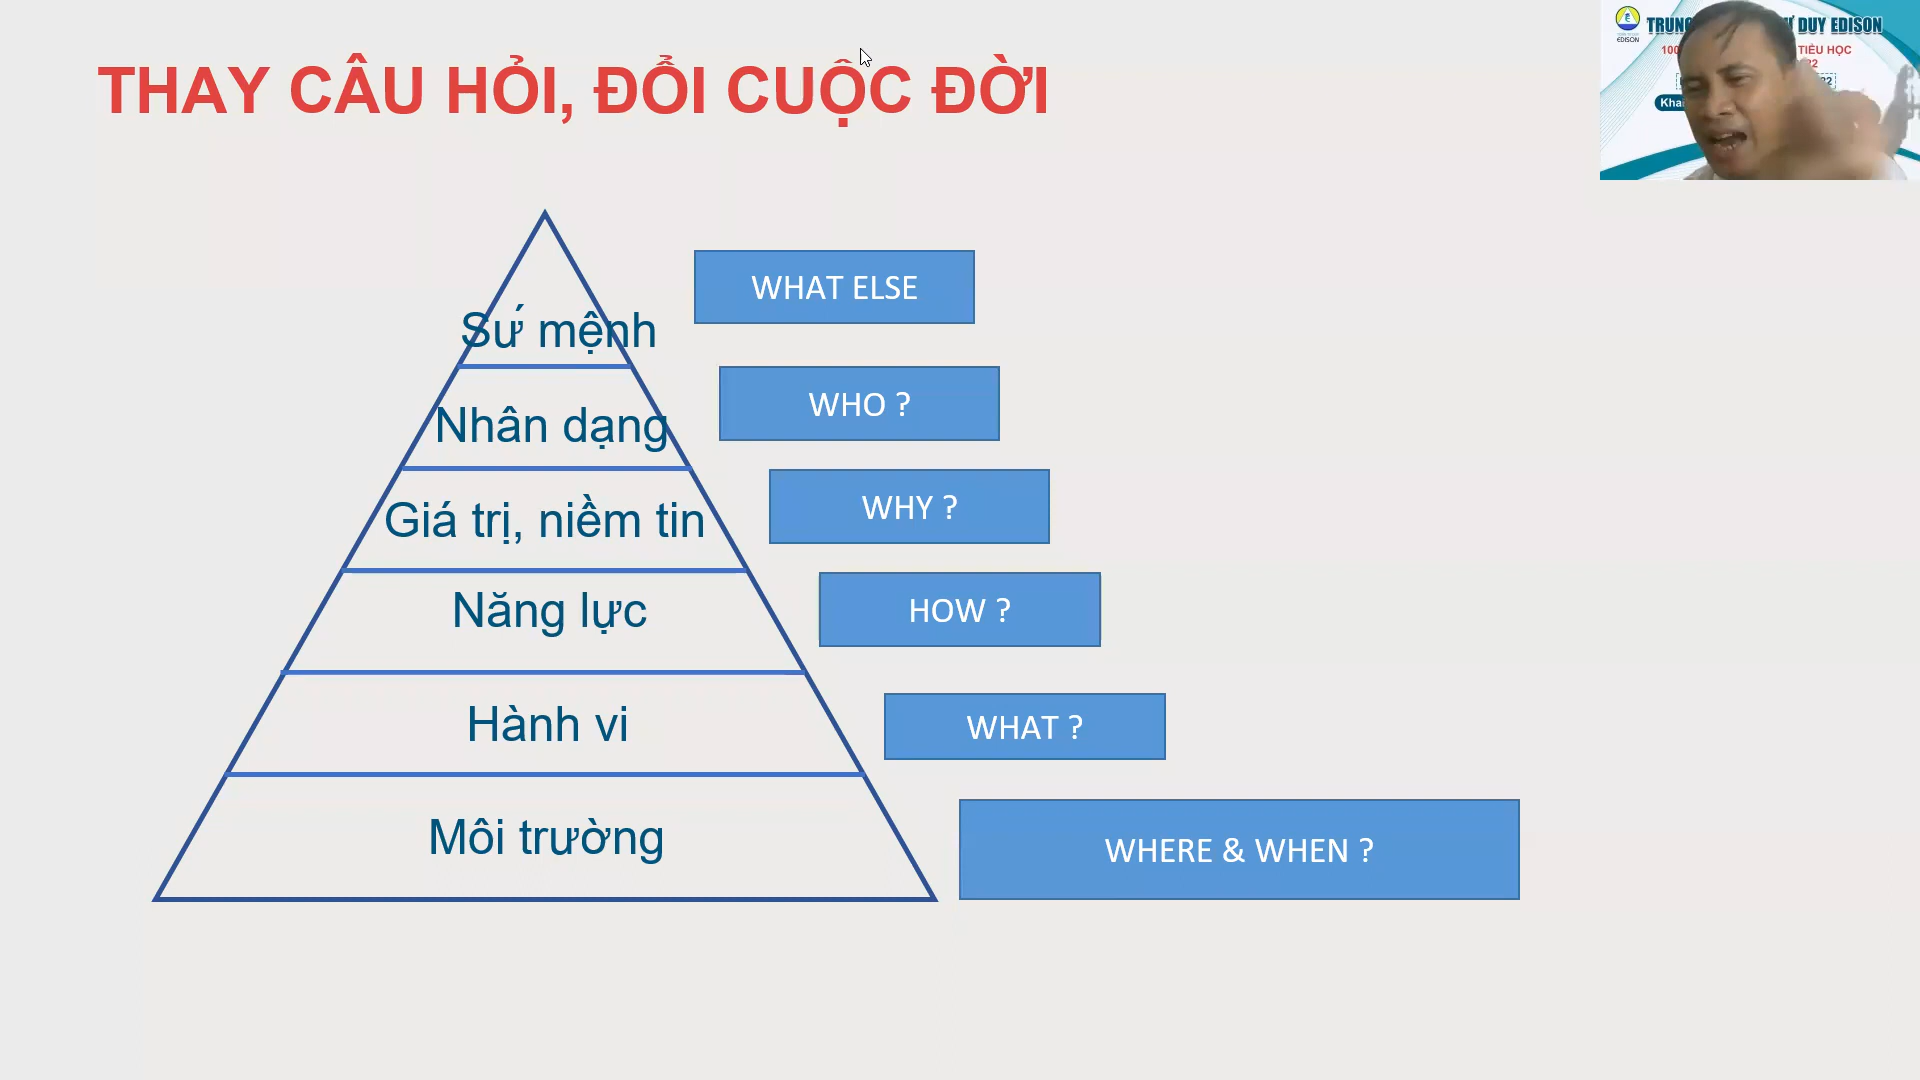 THAY CÂU HỎI, ĐỔI CUỘC ĐỜI
EDISON
DUY EDISON
TIỂU HỌC
Sứ mệnh
WHAT ELSE
Nhân dạng
WHO ?
Giá trị, niềm tin
WHY ?
Năng lực
HOW ?
Hành vi
WHAT ?
Môi trường
WHERE & WHEN ?